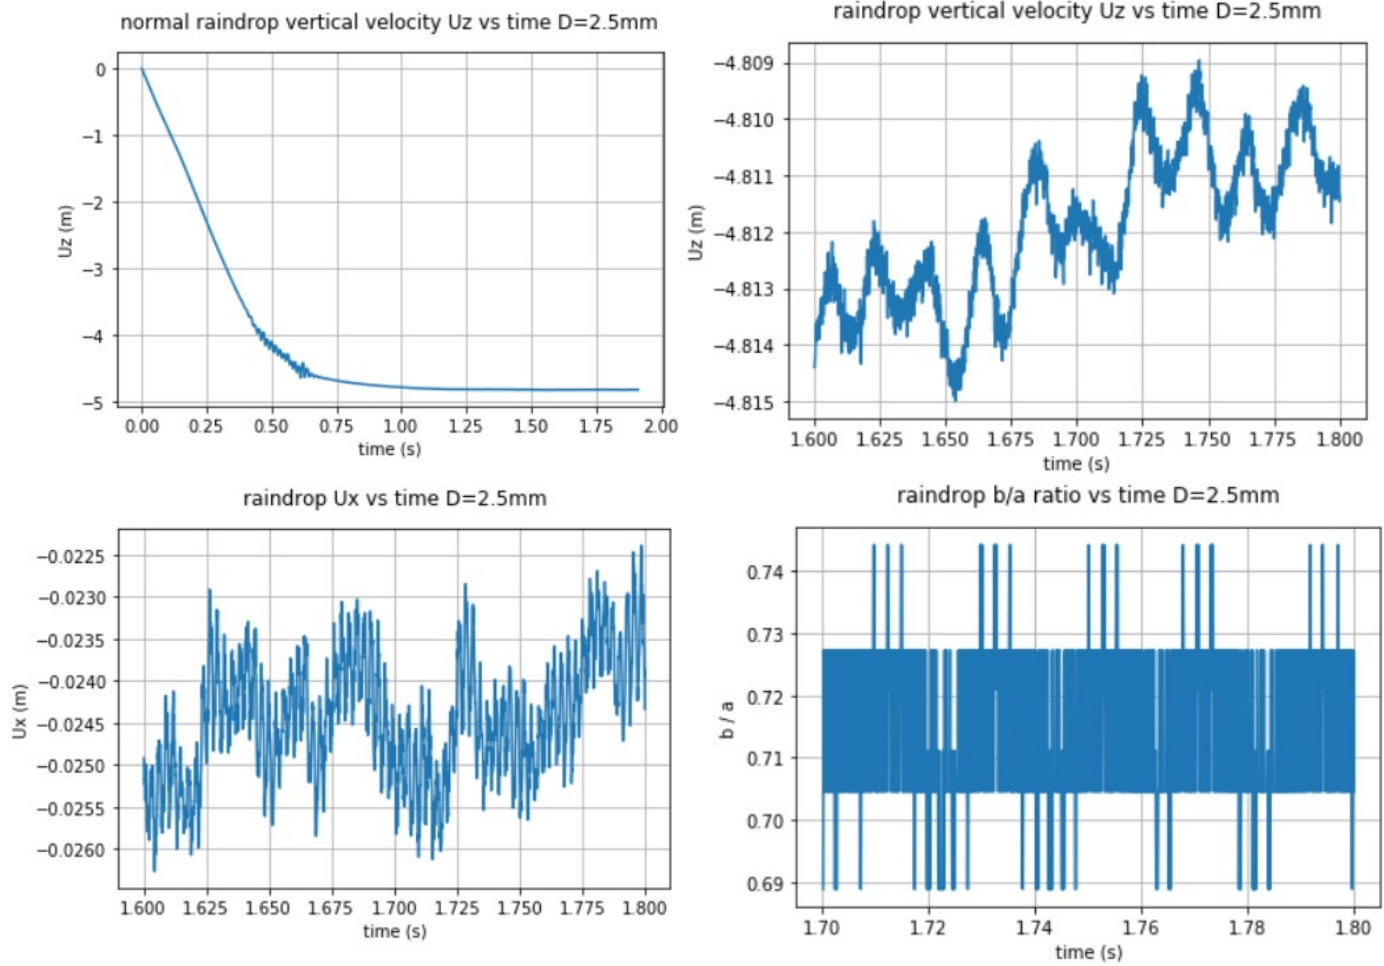 normal raindrop vertical velocity Uz vs time D=2.5mm
0
−1
−2
−3
−4
−5
Uz (m)
0.00 0.25 0.50 0.75 1.00 1.25 1.50 1.75 2.00
time (s)
raindrop vertical velocity Uz vs time D=2.5mm
−4.809
−4.810
−4.811
−4.812
−4.813
−4.814
−4.815
Uz (m)
1.600 1.625 1.650 1.675 1.700 1.725 1.750 1.775 1.800
time (s)
raindrop Ux vs time D=2.5mm
−0.0225
−0.0230
−0.0235
−0.0240
−0.0245
−0.0250
−0.0255
−0.0260
Ux (m)
1.600 1.625 1.650 1.675 1.700 1.725 1.750 1.775 1.800
time (s)
raindrop b/a ratio vs time D=2.5mm
0.74
0.73
0.72
0.71
0.70
0.69
b / a
1.70 1.72 1.74 1.76 1.78 1.80
time (s)